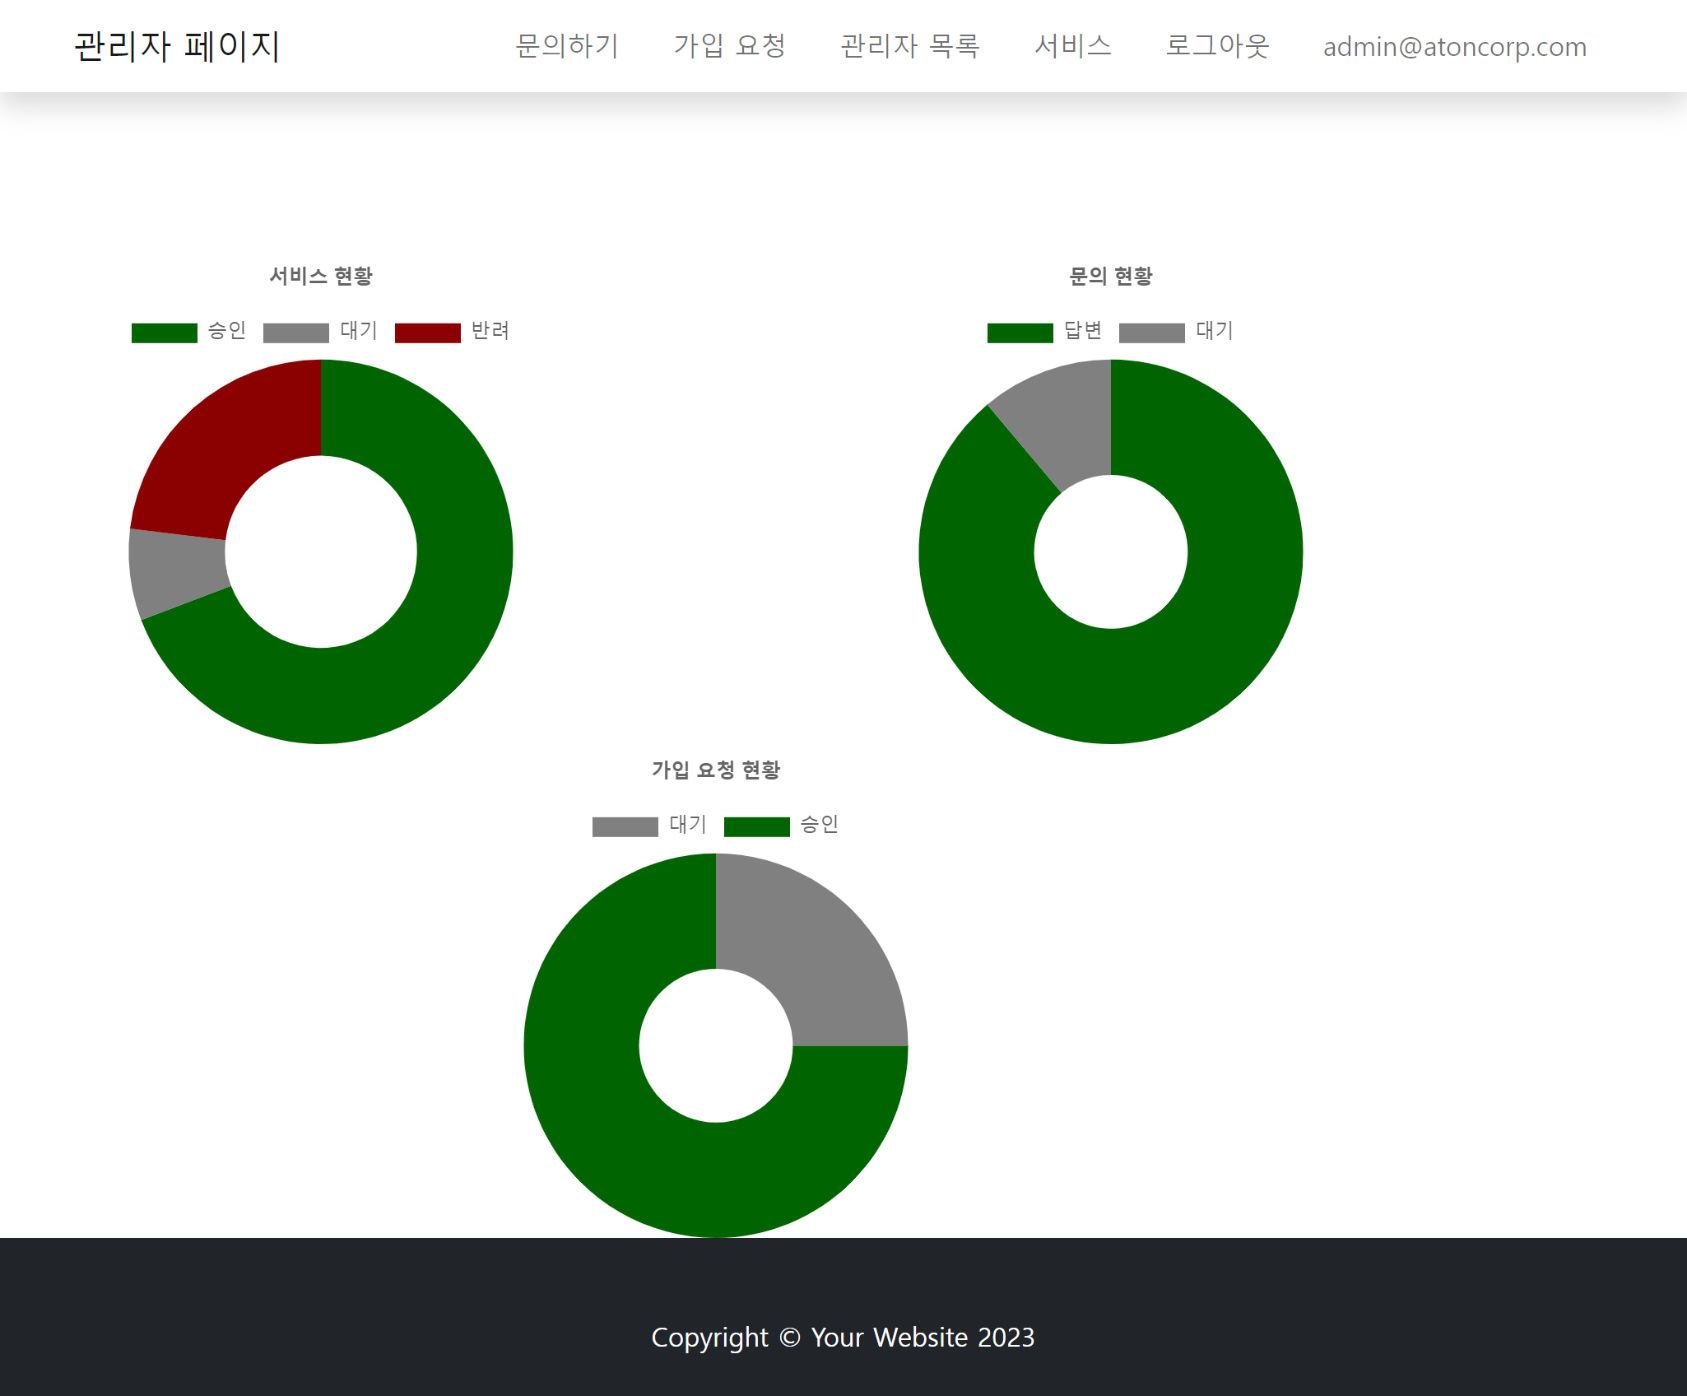 관리자 페이지 문의하기 가입 요청 관리자 목록 서비스 로그아웃 admin@atoncorp.com
서비스 현황
승인 대기 반려
문의 현황
답변 대기
가입 요청 현황
대기 승인
Copyright © Your Website 2023